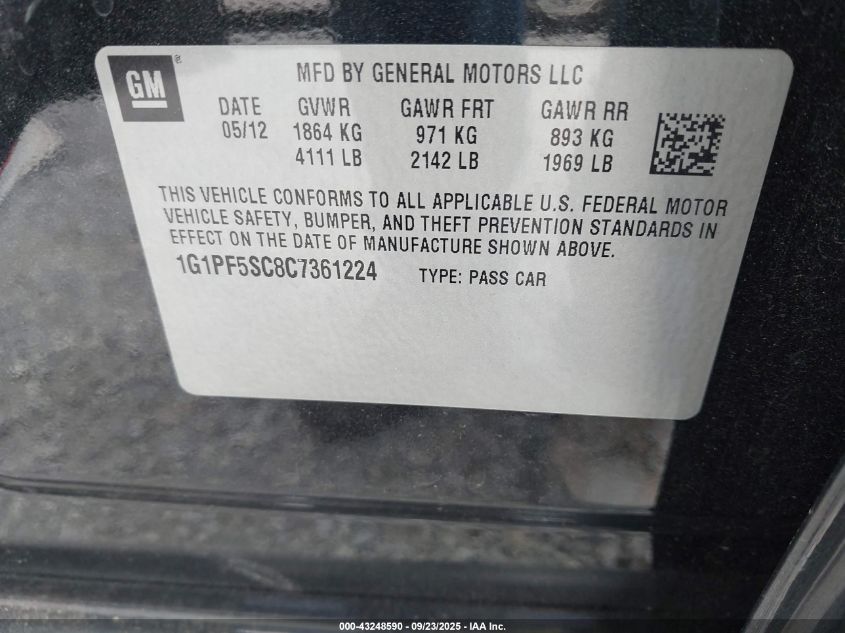 GM
MFD BY GENERAL MOTORS LLC
DATE GVWR GAWR FRT GAWR RR
05/12 1864 KG 971 KG 893 KG
4111 LB 2142 LB 1969 LB
THIS VEHICLE CONFORMS TO ALL APPLICABLE U.S. FEDERAL MOTOR
VEHICLE SAFETY, BUMPER, AND THEFT PREVENTION STANDARDS IN
EFFECT ON THE DATE OF MANUFACTURE SHOWN ABOVE.
1G1PF5SC8C7361224 TYPE: PASS CAR
000-43248590 - 09/23/2025 - IAA Inc.